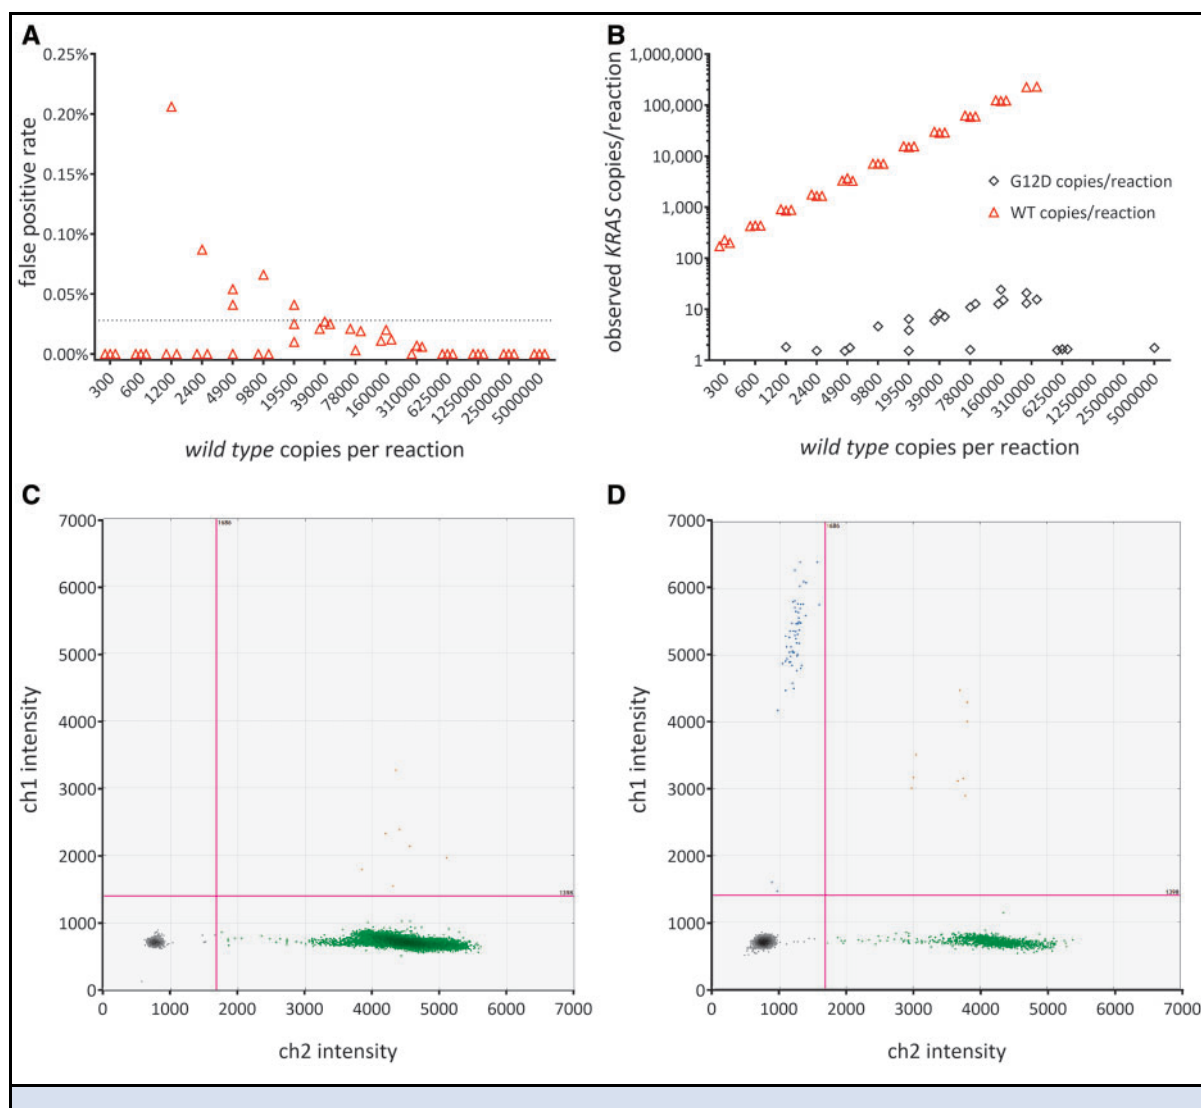 A
0.25%
0.20%
0.15%
0.10%
0.05%
0.00%
false positive rate
300 600 1200 2400 4900 9800 19500 39000 78000 160000 310000 625000 1250000 2500000 5000000
wild type copies per reaction
B
1,000,000
100,000
10,000
1,000
100
10
1
observed KRAS copies/reaction
G12D copies/reaction
WT copies/reaction
300 600 1200 2400 4900 9800 19500 39000 78000 160000 310000 625000 1250000 2500000 5000000
wild type copies per reaction
C
7000
6000
5000
4000
3000
2000
1000
0
ch1 intensity
1686
1398
0 1000 2000 3000 4000 5000 6000 7000
ch2 intensity
D
7000
6000
5000
4000
3000
2000
1000
0
ch1 intensity
1686
1398
0 1000 2000 3000 4000 5000 6000 7000
ch2 intensity